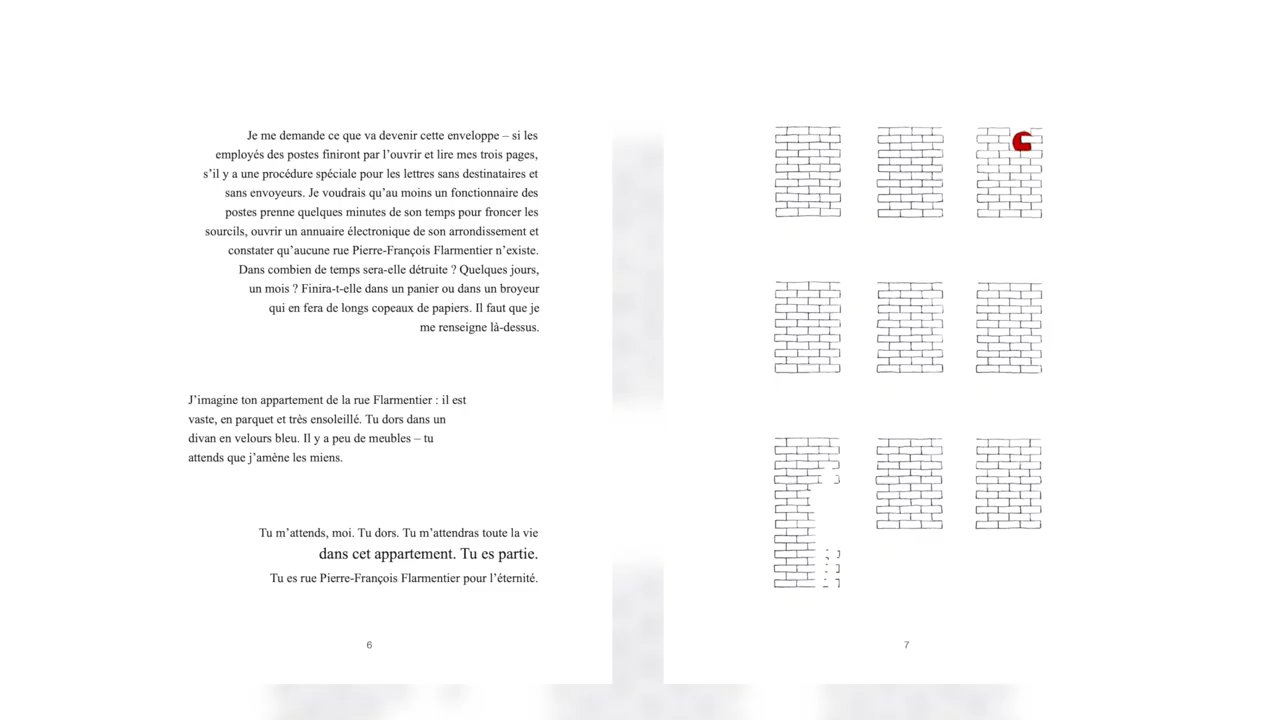 Je me demande ce que va devenir cette enveloppe – si les
employés des postes finiront par l’ouvrir et lire mes trois pages,
s’il y a une procédure spéciale pour les lettres sans destinataires et
sans envoyeurs. Je voudrais qu’au moins un fonctionnaire des
postes prenne quelques minutes de son temps pour froncer les
sourcils, ouvrir un annuaire électronique de son arrondissement et
constater qu’aucune rue Pierre-François Flarmentier n’existe.
Dans combien de temps sera-elle détruite ? Quelques jours,
un mois ? Finira-t-elle dans un panier ou dans un broyeur
qui en fera de longs copeaux de papiers. Il faut que je
me renseigne là-dessus.
J’imagine ton appartement de la rue Flarmentier : il est
vaste, en parquet et très ensoleillé. Tu dors dans un
divan en velours bleu. Il y a peu de meubles – tu
attends que j’amène les miens.
Tu m’attends, moi. Tu dors. Tu m’attendras toute la vie
dans cet appartement. Tu es partie.
Tu es rue Pierre-François Flarmentier pour l’éternité.
6
7